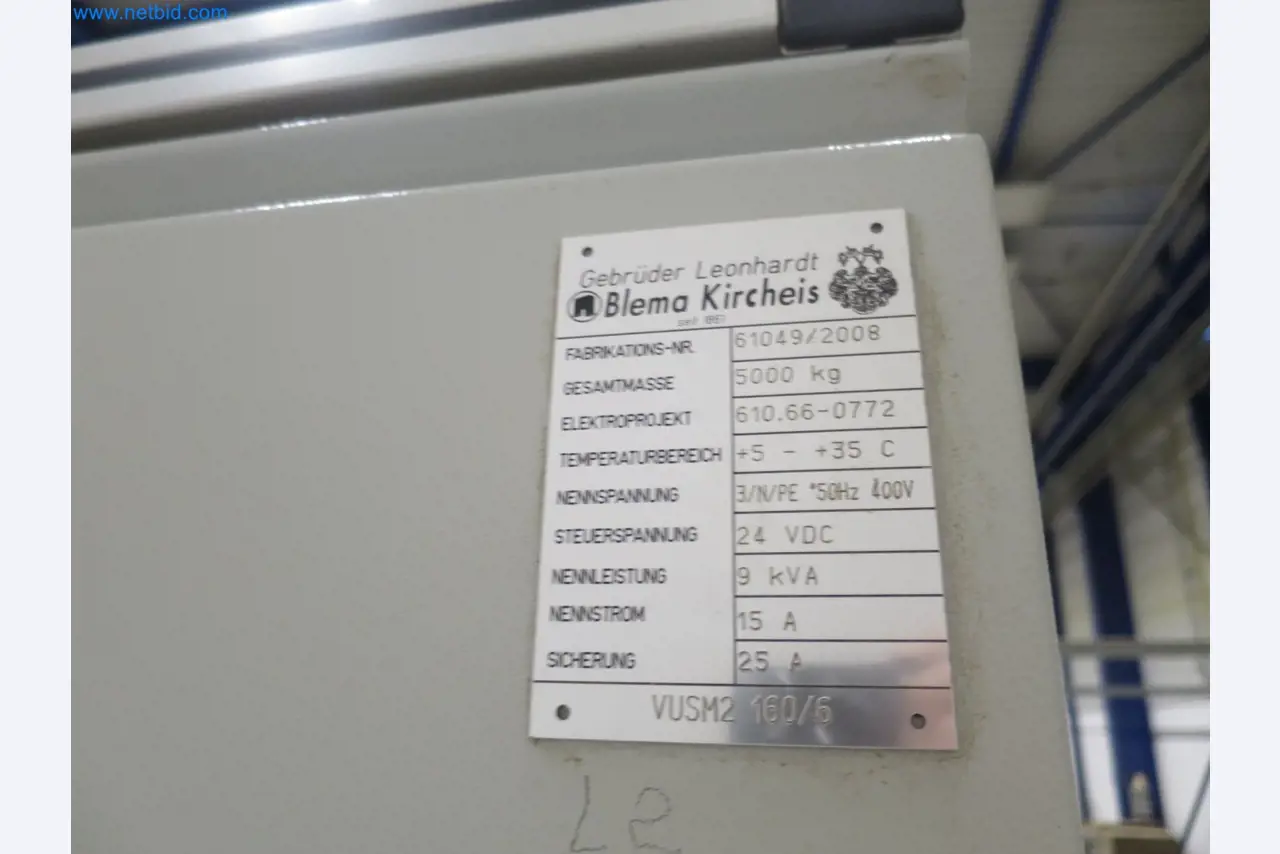 www.netbid.com
Gebrüder Leonhardt
Blema Kircheis
seit 1861
FABRIKATIONS-NR. 61049/2008
GESAMTMASSE 5000 kg
ELEKTROPROJEKT 610.66-0772
TEMPERATURBEREICH +5 - +35 C
NENNSPANNUNG 3/N/PE ~50Hz 400V
STEUERSPANNUNG 24 VDC
NENNLEISTUNG 9 kVA
NENNSTROM 15 A
SICHERUNG 25 A
VUSM2 160/6
L2